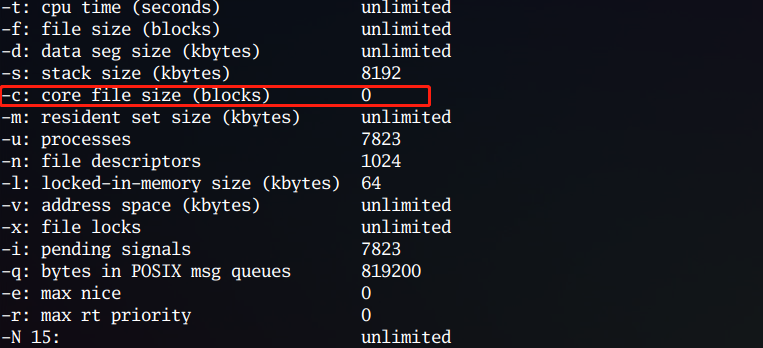 -t: cpu time (seconds) unlimited
-f: file size (blocks) unlimited
-d: data seg size (kbytes) unlimited
-s: stack size (kbytes) 8192
-c: core file size (blocks) 0
-m: resident set size (kbytes) unlimited
-u: processes 7823
-n: file descriptors 1024
-l: locked-in-memory size (kbytes) 64
-v: address space (kbytes) unlimited
-x: file locks unlimited
-i: pending signals 7823
-q: bytes in POSIX msg queues 819200
-e: max nice 0
-r: max rt priority 0
-N 15: unlimited